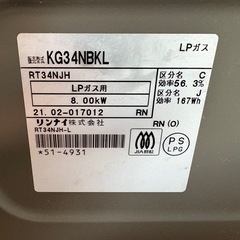 販売型式名 KG34NBKL LPガス
RT34NJH 区分名 C
効率56.3%
LPガス用 区分名 J
8.00kW 効率 167Wh
21.02-017012 RN
リンナイ株式会社 RN(O)
RT34NJH-L
JIA認証
PS
LPG
*51-4931